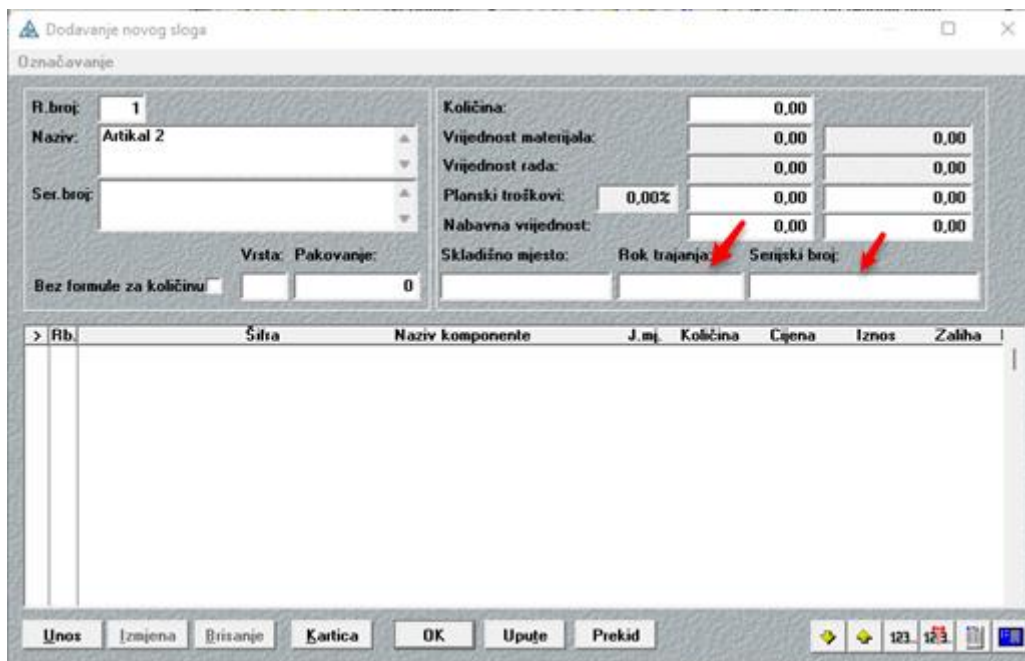 Dodavanje novog sloga
Označavanje
R.broj: 1
Naziv: Artikal 2
Ser.broj:
Vrsta: Pakovanje:
Bez formule za količinu 0
Količina: 0,00
Vrijednost materijala: 0,00 0,00
Vrijednost rada: 0,00 0,00
Planski troškovi: 0,00% 0,00 0,00
Nabavna vrijednost: 0,00 0,00
Skladišno mjesto: Rok trajanja: Serijski broj:
> Rb. Šifra Naziv komponente J.mj. Količina Cijena Iznos Zaliha
Unos Izmjena Brisanje Kartica OK Upute Prekid 123..